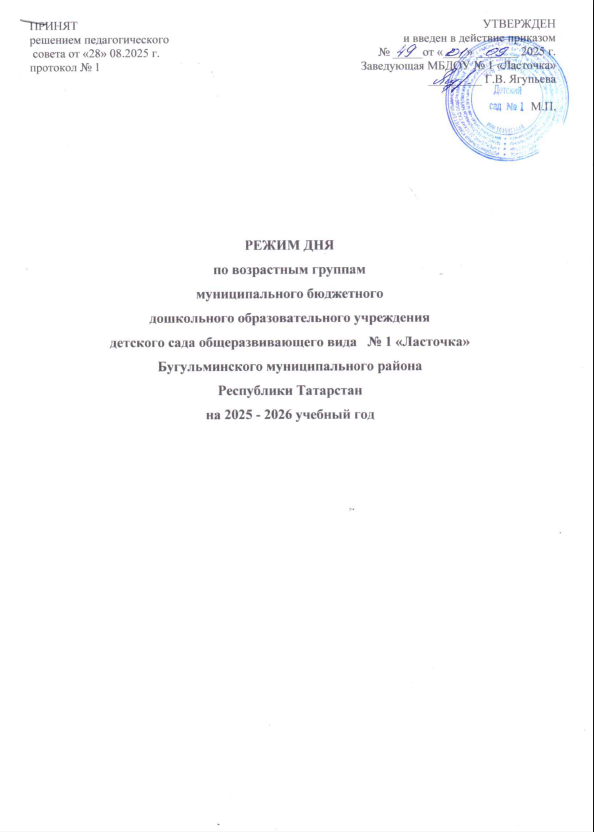 ПРИНЯТ
решением педагогического
совета от «28» 08.2025 г.
протокол № 1
УТВЕРЖДЕН
и введен в действие приказом
№ 49 от « 01 » 09 2025 г.
Заведующая МБДОУ № 1 «Ласточка»
Г.В. Ягупьева
М.П.
Детский
сад № 1
РЕЖИМ ДНЯ
по возрастным группам
муниципального бюджетного
дошкольного образовательного учреждения
детского сада общеразвивающего вида № 1 «Ласточка»
Бугульминского муниципального района
Республики Татарстан
на 2025 - 2026 учебный год